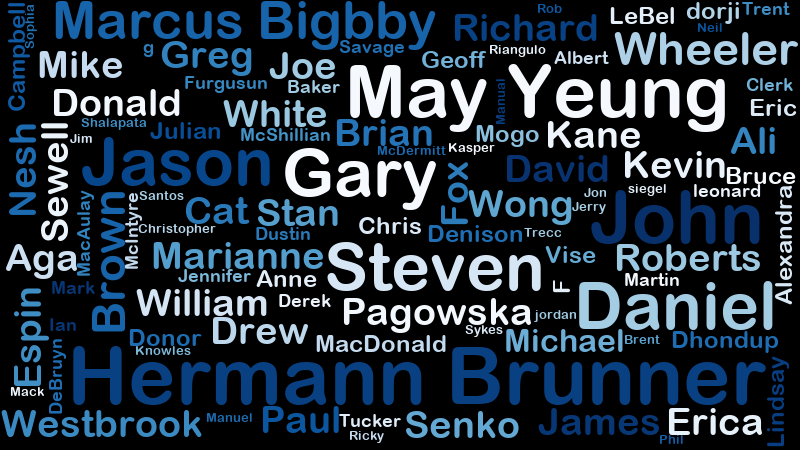 Marcus Bigbby
Campbell
Sophia
g
Greg
Savage
Mike
Joe
Furgusun
Baker
Geoff
Richard
Rob
Riangulo
LeBel
dorji
Trent
Neil
Albert
Wheeler
Donald
White
May Yeung
Manual
Clerk
Eric
Shalapata
Julian
McShillian
Brian
McDermitt
Kasper
Mogo
Kane
Ali
Jim
Nesh
Sewell
Jason
Gary
Fox
David
Kevin
Bruce
siegel
leonard
Alexandra
Santos
Cat
Stan
Chris
Wong
Jon
Jerry
John
Christopher
Dustin
Denison
Trecc
MacAulay
Brown
McIntyre
Aga
Marianne
Jennifer
Anne
Steven
Vise
F
Roberts
Martin
Mark
William
Derek
Pagowska
jordan
Daniel
Espin
Ian
Donor
Drew
Knowles
MacDonald
Sykes
Michael
Brent
Dhondup
Mack
DeBruyn
Hermann Brunner
Lindsay
Westbrook
Manuel
Paul
Tucker
Ricky
Senko
James
Phil
Erica